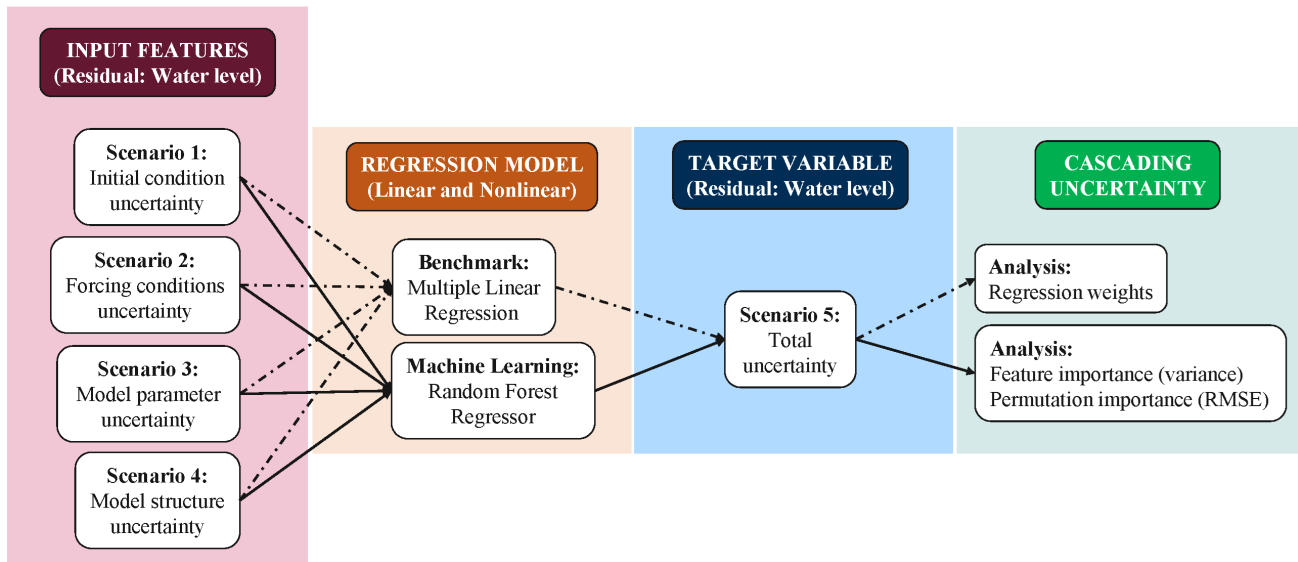 INPUT FEATURES
(Residual: Water level)
Scenario 1:
Initial condition
uncertainty
Scenario 2:
Forcing conditions
uncertainty
Scenario 3:
Model parameter
uncertainty
Scenario 4:
Model structure
uncertainty
REGRESSION MODEL
(Linear and Nonlinear)
Benchmark:
Multiple Linear
Regression
Machine Learning:
Random Forest
Regressor
TARGET VARIABLE
(Residual: Water level)
Scenario 5:
Total
uncertainty
CASCADING
UNCERTAINTY
Analysis:
Regression weights
Analysis:
Feature importance (variance)
Permutation importance (RMSE)